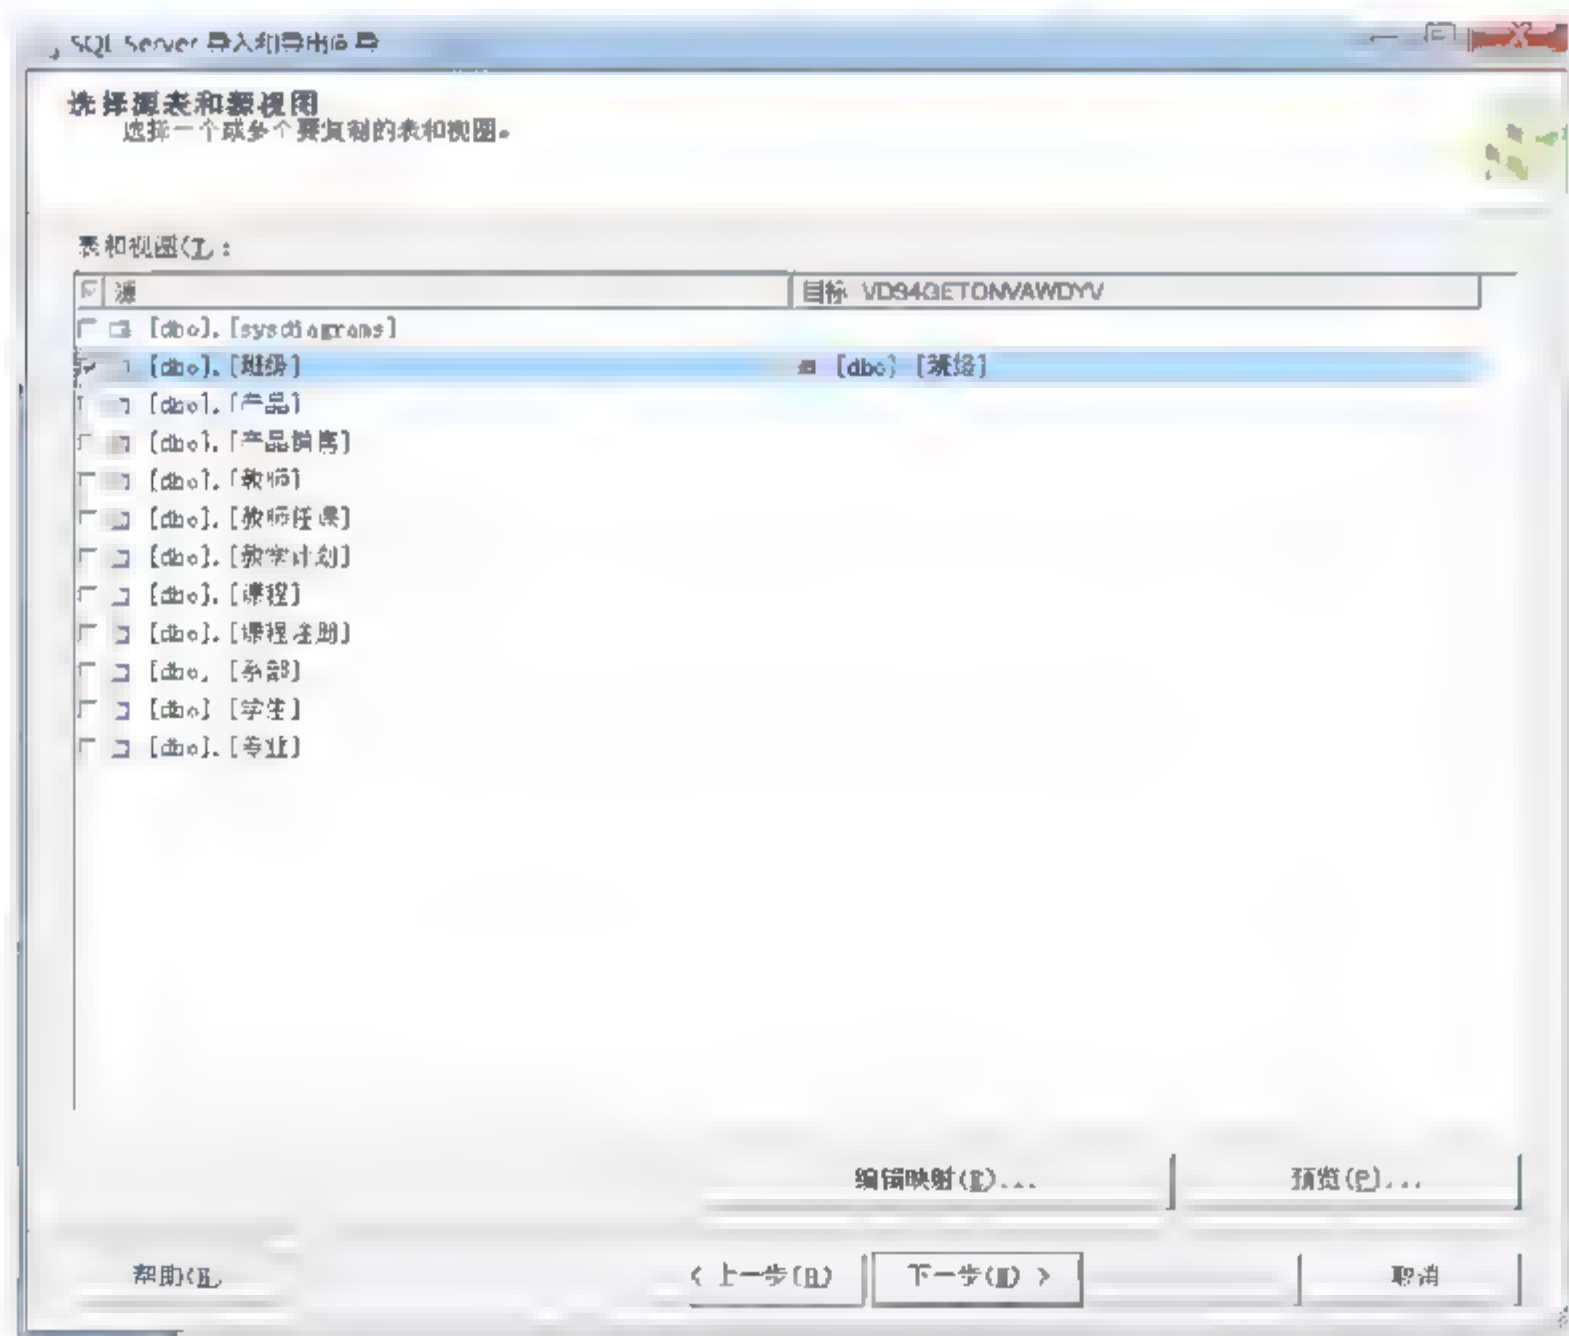 SQL Server 导入和导出向导
选择源表和源视图
选择一个或多个要复制的表和视图。
表和视图(T):
源 目标 VDS4QETONVAWDYV
[dbo].[sysdiagrams]
[dbo].[班级] [dbo].[班级]
[dbo].[产品]
[dbo].[产品销售]
[dbo].[教师]
[dbo].[教师任课]
[dbo].[教学计划]
[dbo].[课程]
[dbo].[课程注册]
[dbo].[系部]
[dbo].[学生]
[dbo].[专业]
编辑映射(E)... 预览(P)...
帮助(H) < 上一步(B) 下一步(N) > 取消